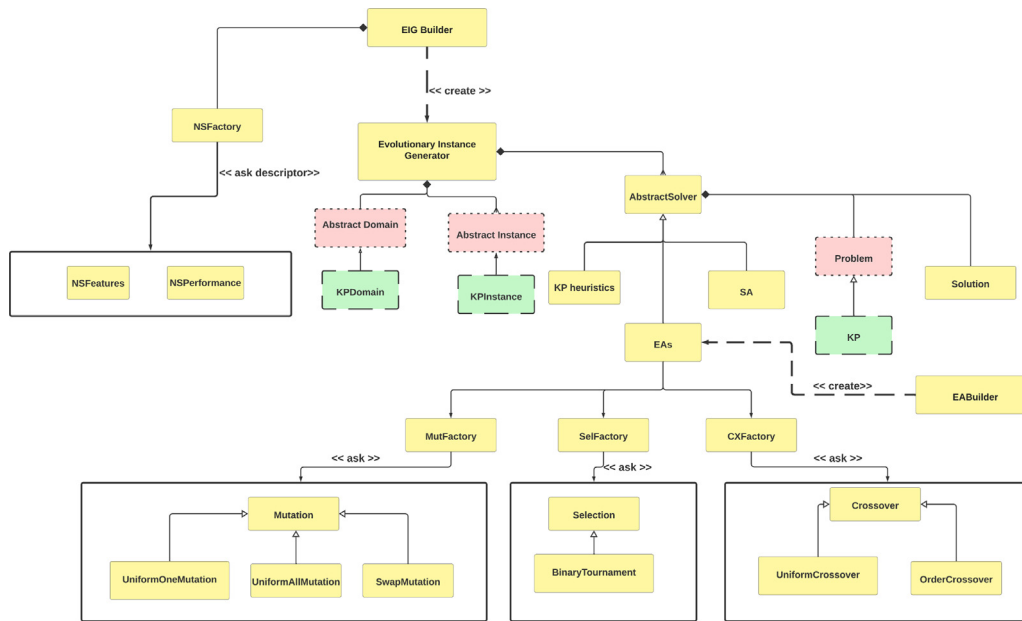 EIG Builder
<< create >>
NSFactory
Evolutionary Instance
Generator
<< ask descriptor>>
AbstractSolver
Abstract Domain
Abstract Instance
Problem
NSFeatures
NSPerformance
KPDomain
KPInstance
KP heuristics
SA
Solution
EAs
KP
<< create>>
EABuilder
MutFactory
SelFactory
CXFactory
<< ask >>
<< ask >>
<< ask >>
Mutation
Selection
Crossover
UniformOneMutation
UniformAllMutation
SwapMutation
BinaryTournament
UniformCrossover
OrderCrossover